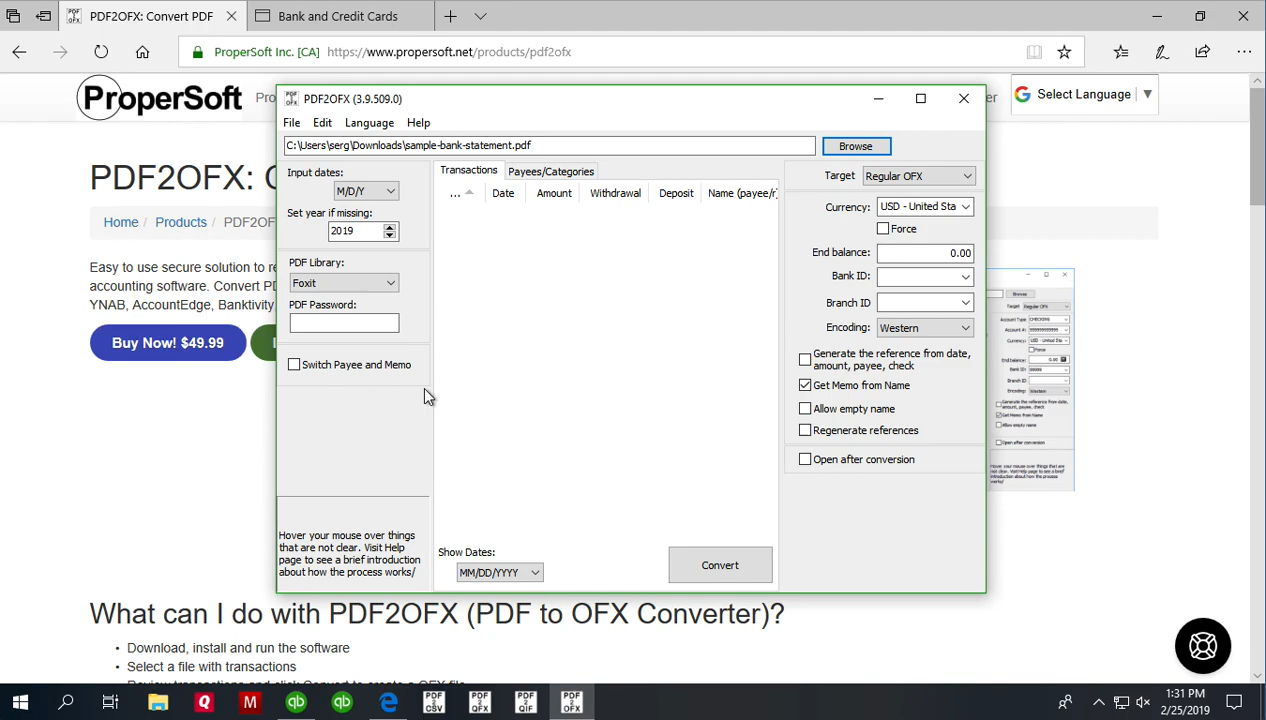 PDF2OFX: Convert PDF
Bank and Credit Cards
ProperSoft Inc. [CA] https://www.propersoft.net/products/pdf2ofx
ProperSoft
Select Language
PDF2OFX: C
Home / Products / PDF2OF
Easy to use secure solution to re
accounting software. Convert PD
YNAB, AccountEdge, Banktivity,
Buy Now! $49.99
PDF2OFX (3.9.509.0)
File Edit Language Help
C:\Users\serg\Downloads\sample-bank-statement.pdf
Browse
Input dates:
M/D/Y
Set year if missing:
2019
PDF Library:
Foxit
PDF Password:
Switch Payee and Memo
Hover your mouse over things
that are not clear. Visit Help
page to see a brief introduction
about how the process works/
Transactions Payees/Categories
... Date Amount Withdrawal Deposit Name (payee/r
Show Dates:
MM/DD/YYYY
Convert
Target Regular OFX
Currency: USD - United Sta
Force
End balance: 0.00
Bank ID:
Branch ID
Encoding: Western
Generate the reference from date,
amount, payee, check
Get Memo from Name
Allow empty name
Regenerate references
Open after conversion
What can I do with PDF2OFX (PDF to OFX Converter)?
• Download, install and run the software
• Select a file with transactions
1:31 PM
2/25/2019